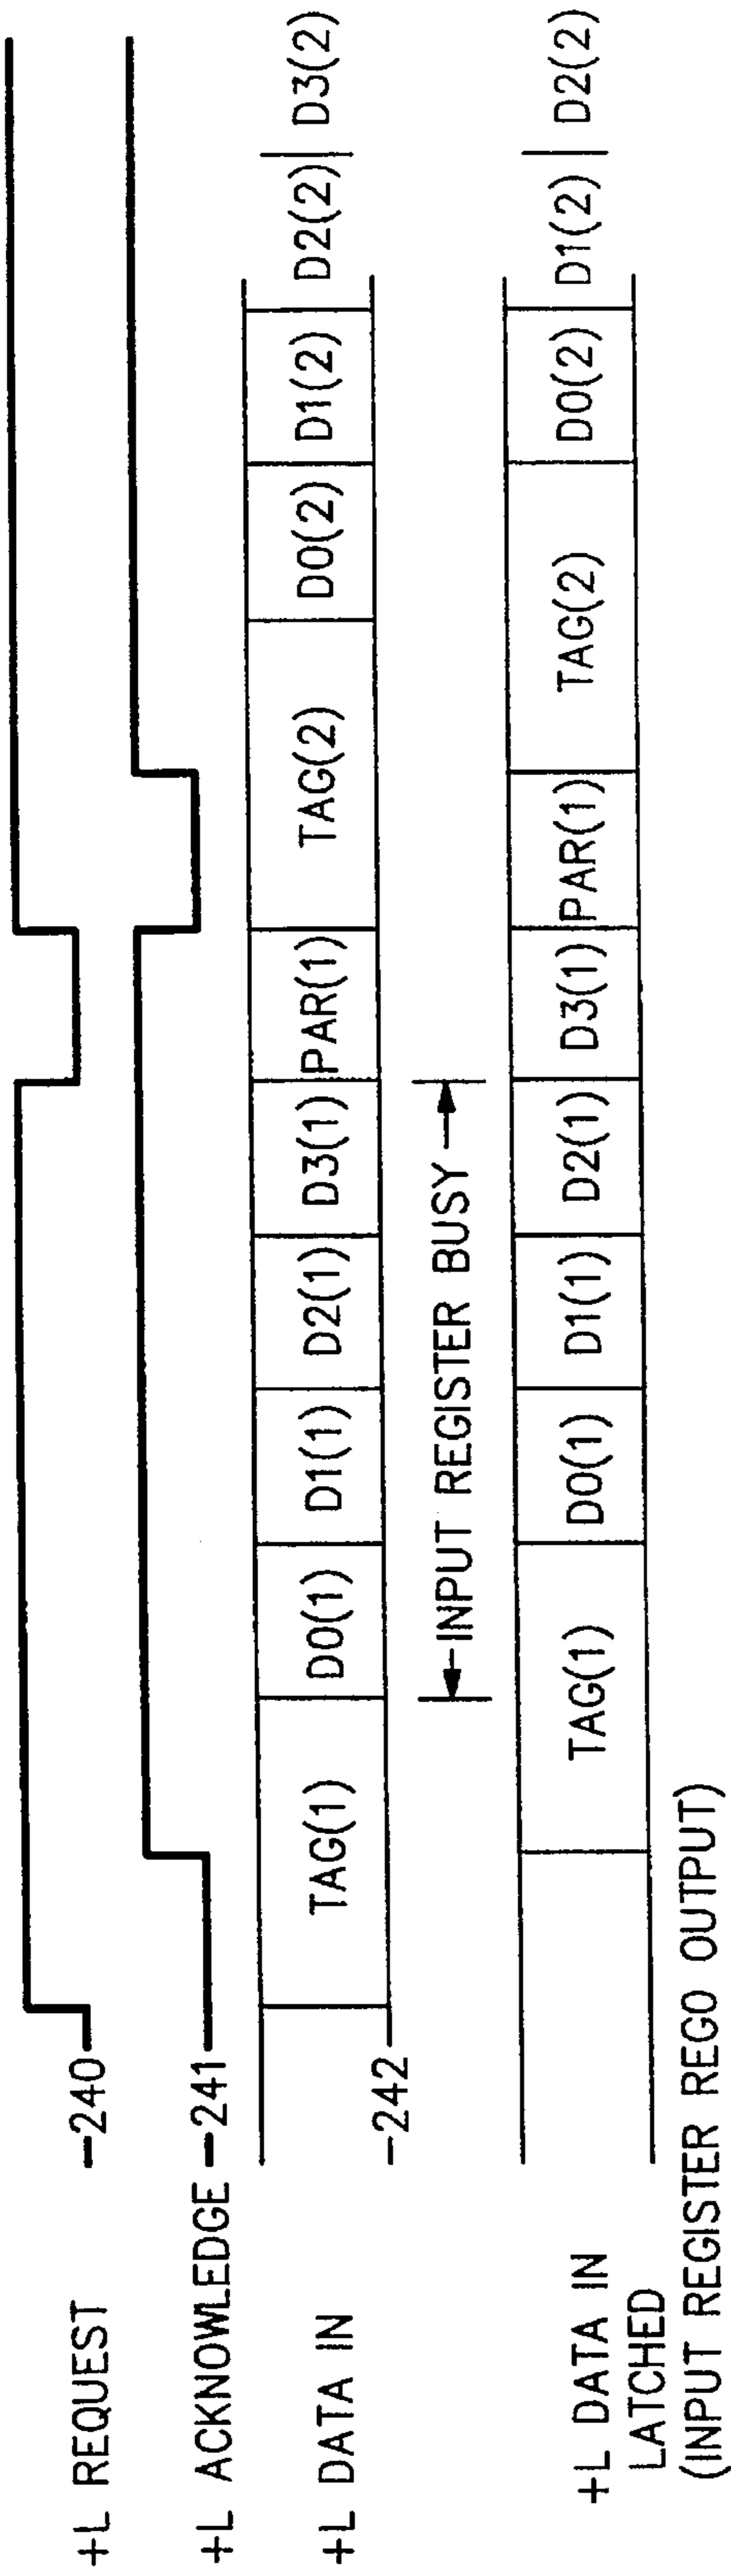 +L REQUEST 240
+L ACKNOWLEDGE 241
+L DATA IN 242 TAG(1) D0(1) D1(1) D2(1) D3(1) PAR(1) TAG(2) D0(2) D1(2) D2(2) D3(2)
INPUT REGISTER BUSY
+L DATA IN
LATCHED
(INPUT REGISTER REG0 OUTPUT)
TAG(1) D0(1) D1(1) D2(1) D3(1) PAR(1) TAG(2) D0(2) D1(2) D2(2)